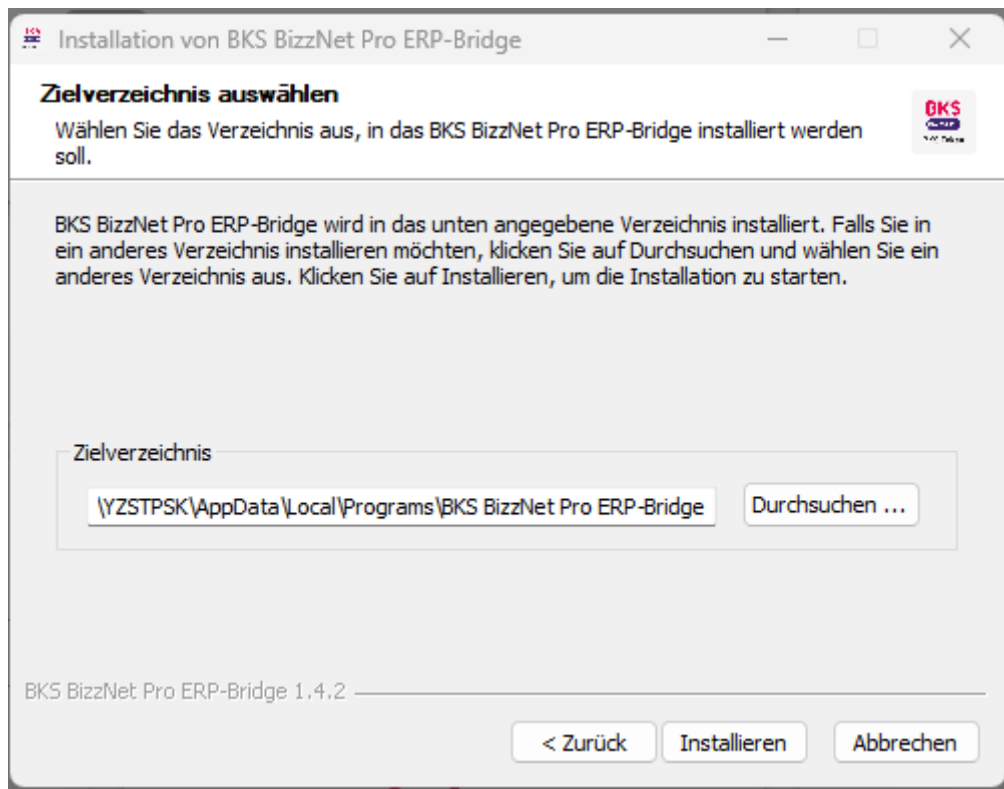 Installation von BKS BizzNet Pro ERP-Bridge
Zielverzeichnis auswählen
Wählen Sie das Verzeichnis aus, in das BKS BizzNet Pro ERP-Bridge installiert werden
soll.
BKS
BKS BizzNet Pro ERP-Bridge wird in das unten angegebene Verzeichnis installiert. Falls Sie in
ein anderes Verzeichnis installieren möchten, klicken Sie auf Durchsuchen und wählen Sie ein
anderes Verzeichnis aus. Klicken Sie auf Installieren, um die Installation zu starten.
Zielverzeichnis
\YZSTPSK\AppData\Local\Programs\BKS BizzNet Pro ERP-Bridge
Durchsuchen ...
BKS BizzNet Pro ERP-Bridge 1.4.2
< Zurück
Installieren
Abbrechen